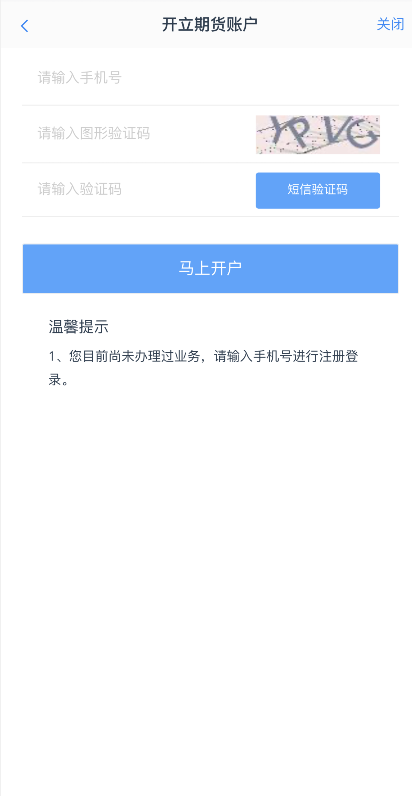 开立期货账户
关闭
请输入手机号
请输入图形验证码
请输入验证码
短信验证码
马上开户
温馨提示
1、您目前尚未办理过业务，请输入手机号进行注册登
录。